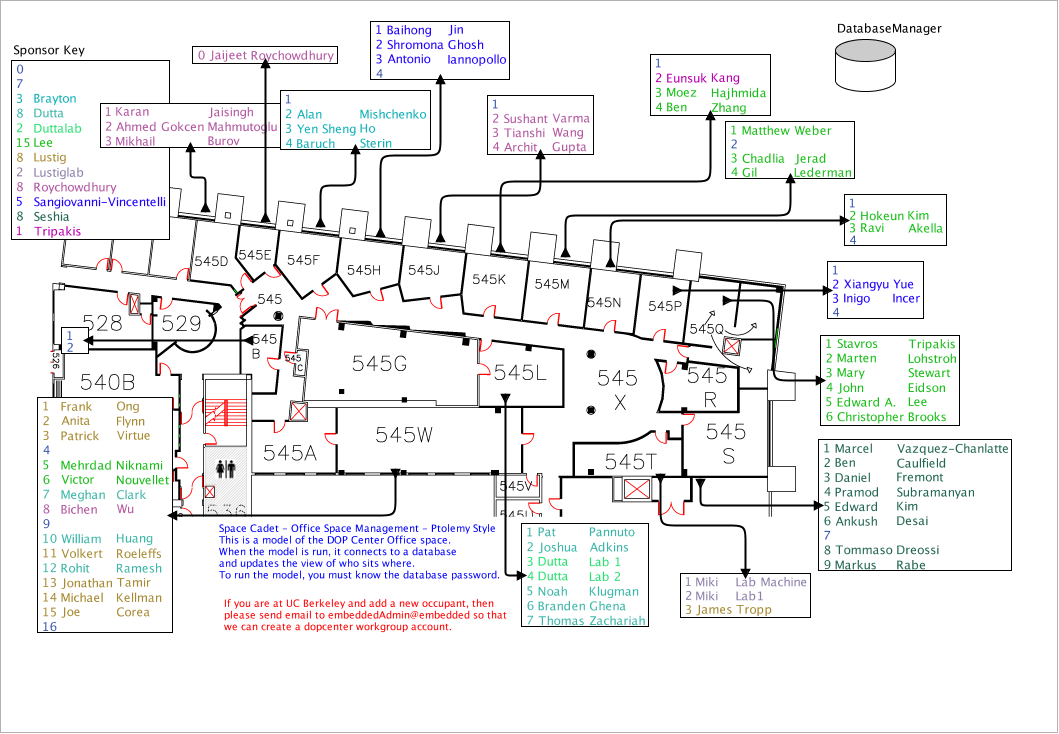 DatabaseManager
Sponsor Key
0
7
3 Brayton
8 Dutta
2 Duttalab
15 Lee
8 Lustig
2 Lustiglab
8 Roychowdhury
5 Sangiovanni-Vincentelli
8 Seshia
1 Tripakis
0 Jaijeet Roychowdhury
1 Baihong Jin
2 Shromona Ghosh
3 Antonio Iannopollo
4
1 Karan Jaisingh
2 Ahmed Gokcen Mahmutoglu
3 Mikhail Burov
1
2 Alan Mishchenko
3 Yen Sheng Ho
4 Baruch Sterin
1
2 Sushant Varma
3 Tianshi Wang
4 Archit Gupta
1
2 Eunsuk Kang
3 Moez Hajhmida
4 Ben Zhang
1 Matthew Weber
2
3 Chadlia Jerad
4 Gil Lederman
1
2 Hokeun Kim
3 Ravi Akella
4
1
2 Xiangyu Yue
3 Inigo Incer
4
545D
545E
545F
545H
545J
545K
545M
545N
545P
545Q
528
529
545
545
B
545
C
545G
545L
545
X
545
R
1
2
526
540B
545A
545W
545T
545
S
545V
1 Stavros Tripakis
2 Marten Lohstroh
3 Mary Stewart
4 John Eidson
5 Edward A. Lee
6 Christopher Brooks
1 Frank Ong
2 Anita Flynn
3 Patrick Virtue
4
5 Mehrdad Niknami
6 Victor Nouvellet
7 Meghan Clark
8 Bichen Wu
9
10 William Huang
11 Volkert Roeleffs
12 Rohit Ramesh
13 Jonathan Tamir
14 Michael Kellman
15 Joe Corea
16
1 Marcel Vazquez-Chanlatte
2 Ben Caulfield
3 Daniel Fremont
4 Pramod Subramanyan
5 Edward Kim
6 Ankush Desai
7
8 Tommaso Dreossi
9 Markus Rabe
Space Cadet - Office Space Management - Ptolemy Style
This is a model of the DOP Center Office space.
When the model is run, it connects to a database
and updates the view of who sits where.
To run the model, you must know the database password.
If you are at UC Berkeley and add a new occupant, then
please send email to embeddedAdmin@embedded so that
we can create a dopcenter workgroup account.
1 Pat Pannuto
2 Joshua Adkins
3 Dutta Lab 1
4 Dutta Lab 2
5 Noah Klugman
6 Branden Ghena
7 Thomas Zachariah
1 Miki Lab Machine
2 Miki Lab1
3 James Tropp